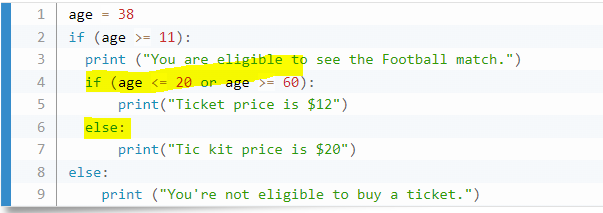 1 age = 38
2 if (age >= 11):
3 print ("You are eligible to see the Football match.")
4 if (age <= 20 or age >= 60):
5 print("Ticket price is $12")
6 else:
7 print("Tic kit price is $20")
8 else:
9 print ("You're not eligible to buy a ticket.")